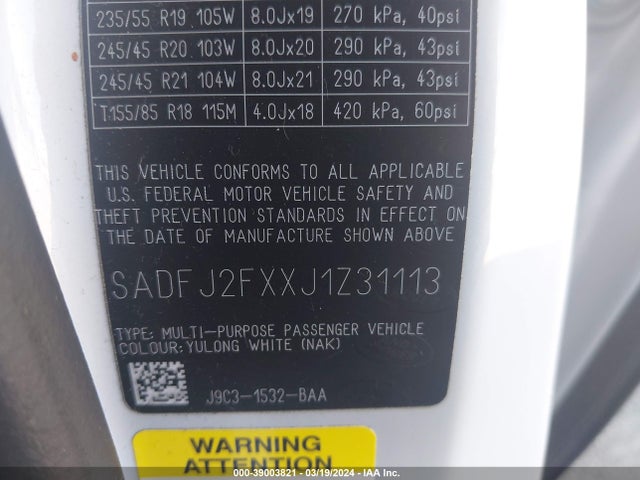 235/55 R19 105W 8.0Jx19 270 kPa, 40psi
245/45 R20 103W 8.0Jx20 290 kPa, 43psi
245/45 R21 104W 8.0Jx21 290 kPa, 43psi
T155/85 R18 115M 4.0Jx18 420 kPa, 60psi
THIS VEHICLE CONFORMS TO ALL APPLICABLE
U.S. FEDERAL MOTOR VEHICLE SAFETY AND
THEFT PREVENTION STANDARDS IN EFFECT ON
THE DATE OF MANUFACTURE SHOWN ABOVE
SADFJ2FXXJ1Z31113
TYPE: MULTI-PURPOSE PASSENGER VEHICLE
COLOUR:YULONG WHITE (NAK)
J9C3-1532-BAA
WARNING
ATTENTION
000-39003821 - 03/19/2024 - IAA Inc.